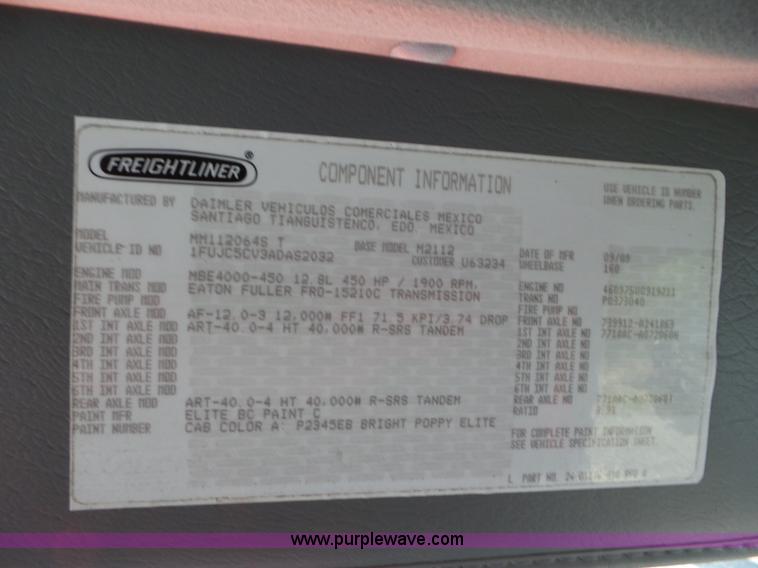 FREIGHTLINER ®
COMPONENT INFORMATION
USE VEHICLE ID NUMBER
WHEN ORDERING PARTS.
MANUFACTURED BY DAIMLER VEHICULOS COMERCIALES MEXICO
SANTIAGO TIANGUISTENCO, EDO. MEXICO
MODEL MM112064S T BASE MODEL M2112 DATE OF MFR 09/09
VEHICLE ID NO 1FUJC5CV3ADAS2032 CUSTOMER U63234 WHEELBASE 160
ENGINE MOD MBE4000-450 12.8L 450 HP / 1900 RPM, ENGINE NO
MAIN TRANS MOD EATON FULLER FRO-15210C TRANSMISSION TRANS NO P0373040
FIRE PUMP MOD FIRE PUMP NO
FRONT AXLE MOD AF-12.0-3 12,000# FF1 71.5 KPI/3.74 DROP FRONT AXLE NO
1ST INT AXLE MOD ART-40.0-4 HT 40,000# R-SRS TANDEM 1ST INT AXLE NO
2ND INT AXLE MOD 2ND INT AXLE NO
3RD INT AXLE MOD 3RD INT AXLE NO
4TH INT AXLE MOD 4TH INT AXLE NO
5TH INT AXLE MOD 5TH INT AXLE NO
6TH INT AXLE MOD 6TH INT AXLE NO
REAR AXLE MOD ART-40.0-4 HT 40,000# R-SRS TANDEM REAR AXLE NO
PAINT MFR ELITE BC PAINT C RATIO
PAINT NUMBER CAB COLOR A: P2345EB BRIGHT POPPY ELITE
FOR COMPLETE PAINT INFORMATION
SEE VEHICLE SPECIFICATION SHEET.
L PART NO.
www.purplewave.com